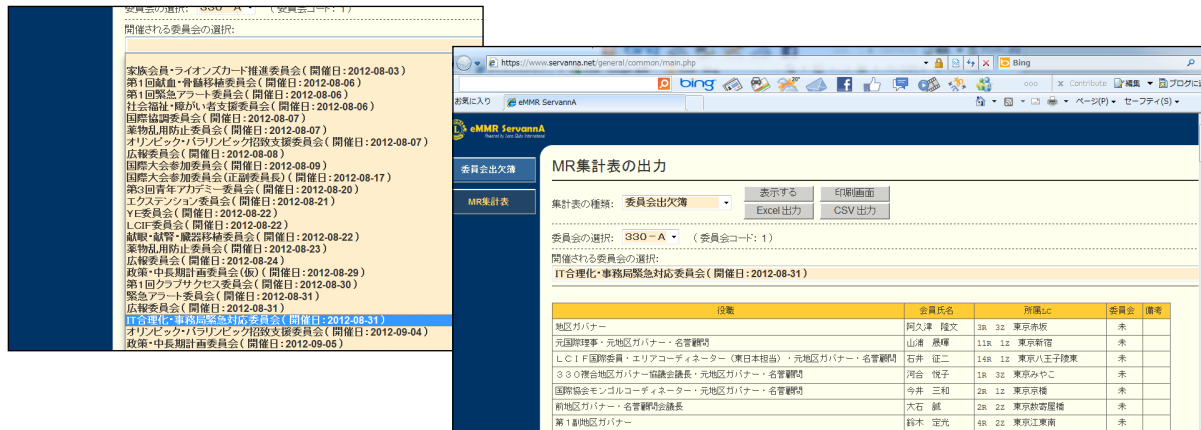 委員会の選択: 330-A (委員会コード: 1)
開催される委員会の選択:
家族会員・ライオンズカード推進委員会(開催日:2012-08-03)
第1回献血・骨髄移植委員会(開催日:2012-08-06)
第1回緊急アラート委員会(開催日:2012-08-06)
社会福祉・障がい者支援委員会(開催日:2012-08-06)
国際協調委員会(開催日:2012-08-07)
薬物乱用防止委員会(開催日:2012-08-07)
オリンピック・パラリンピック招致支援委員会(開催日:2012-08-07)
広報委員会(開催日:2012-08-08)
国際大会参加委員会(開催日:2012-08-09)
国際大会参加委員会(正副委員長)(開催日:2012-08-17)
第3回青年アカデミー委員会(開催日:2012-08-20)
エクステンション委員会(開催日:2012-08-21)
YE委員会(開催日:2012-08-22)
LCIF委員会(開催日:2012-08-22)
献眼・献腎・臓器移植委員会(開催日:2012-08-22)
薬物乱用防止委員会(開催日:2012-08-23)
広報委員会(開催日:2012-08-24)
政策・中長期計画委員会(仮)(開催日:2012-08-29)
第1回クラブサクセス委員会(開催日:2012-08-30)
緊急アラート委員会(開催日:2012-08-31)
広報委員会(開催日:2012-08-31)
IT合理化・事務局緊急対応委員会(開催日:2012-08-31)
オリンピック・パラリンピック招致支援委員会(開催日:2012-09-04)
政策・中長期計画委員会(開催日:2012-09-05)
https://www.servanna.net/general/common/main.php
Bing
bing
ooo x Contribute 編集 ブログに
お気に入り eMMR ServannA
ページ(P) セーフティ(S)
eMMR ServannA
Powered by Lions Clubs International
委員会出欠簿
MR集計表
MR集計表の出力
集計表の種類: 委員会出欠簿 表示する 印刷画面
Excel出力 CSV出力
委員会の選択: 330-A (委員会コード: 1)
開催される委員会の選択:
IT合理化・事務局緊急対応委員会(開催日:2012-08-31)
役職 会員氏名 所属LC 委員会 備考
地区ガバナー 阿久津 隆文 3R 3Z 東京赤坂 未
元国際理事・元地区ガバナー・名誉顧問 山浦 晟暉 11R 1Z 東京新宿 未
LCIF国際委員・エリアコーディネーター(東日本担当)・元地区ガバナー・名誉顧問 石井 征二 14R 1Z 東京八王子陵東 未
330複合地区ガバナー協議会議長・元地区ガバナー・名誉顧問 河合 悦子 1R 3Z 東京みやこ 未
国際協会モンゴルコーディネーター・元地区ガバナー・名誉顧問 今井 三和 2R 1Z 東京京橋 未
前地区ガバナー・名誉顧問会議長 大石 誠 2R 2Z 東京数寄屋橋 未
第1副地区ガバナー 鈴木 定光 4R 2Z 東京江東南 未